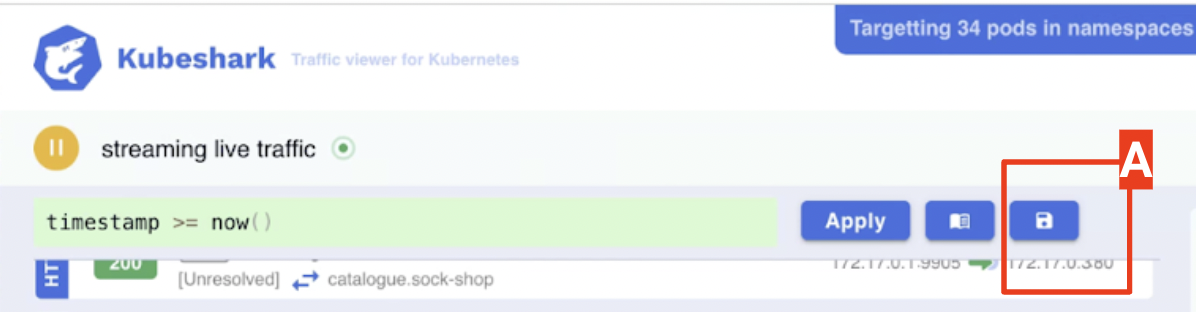 Kubeshark Traffic viewer for Kubernetes
Targetting 34 pods in namespaces
streaming live traffic
A
timestamp >= now()
Apply
HT
200
[Unresolved] catalogue.sock-shop
172.17.0.1:9905 172.17.0.3:80